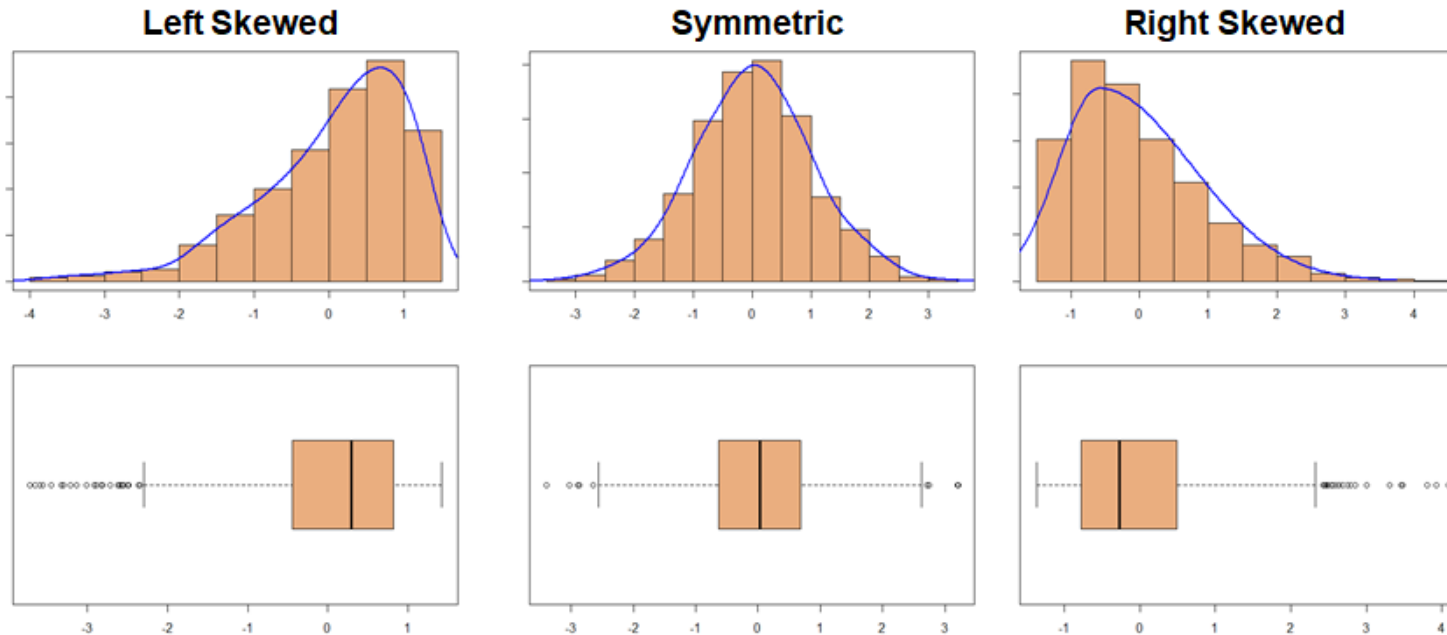 Left Skewed
Symmetric
Right Skewed
-4 -3 -2 -1 0 1
-3 -2 -1 0 1 2 3
-1 0 1 2 3 4
-3 -2 -1 0 1
-3 -2 -1 0 1 2 3
-1 0 1 2 3 4